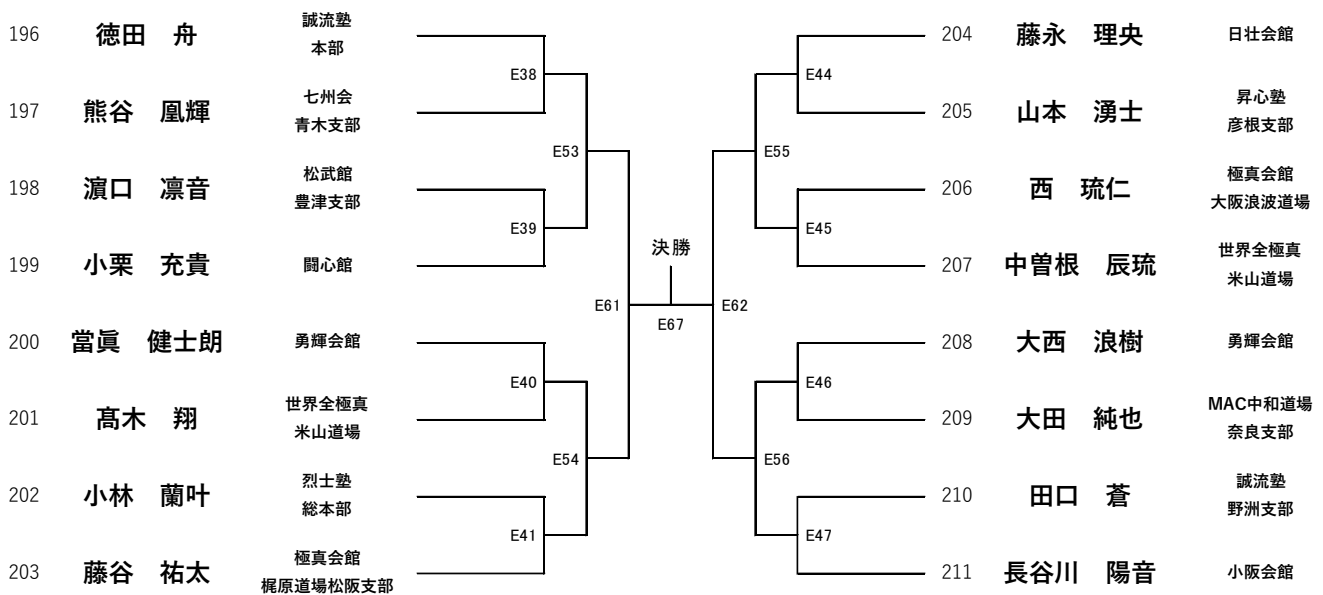 196 徳田 舟 誠流塾 本部
E38
197 熊谷 凰輝 七州会 青木支部
E53
198 濵口 凛音 松武館 豊津支部
E39
199 小栗 充貴 闘心館
E61
200 當眞 健士朗 勇輝会館
E40
201 髙木 翔 世界全極真 米山道場
E54
202 小林 蘭叶 烈士塾 総本部
E41
203 藤谷 祐太 極真会館 梶原道場松阪支部
決勝
E67
204 藤永 理央 日壮会館
E44
205 山本 湧士 昇心塾 彦根支部
E55
206 西 琉仁 極真会館 大阪浪波道場
E45
207 中曽根 辰琉 世界全極真 米山道場
E62
208 大西 浪樹 勇輝会館
E46
209 大田 純也 MAC中和道場 奈良支部
E56
210 田口 蒼 誠流塾 野洲支部
E47
211 長谷川 陽音 小阪会館